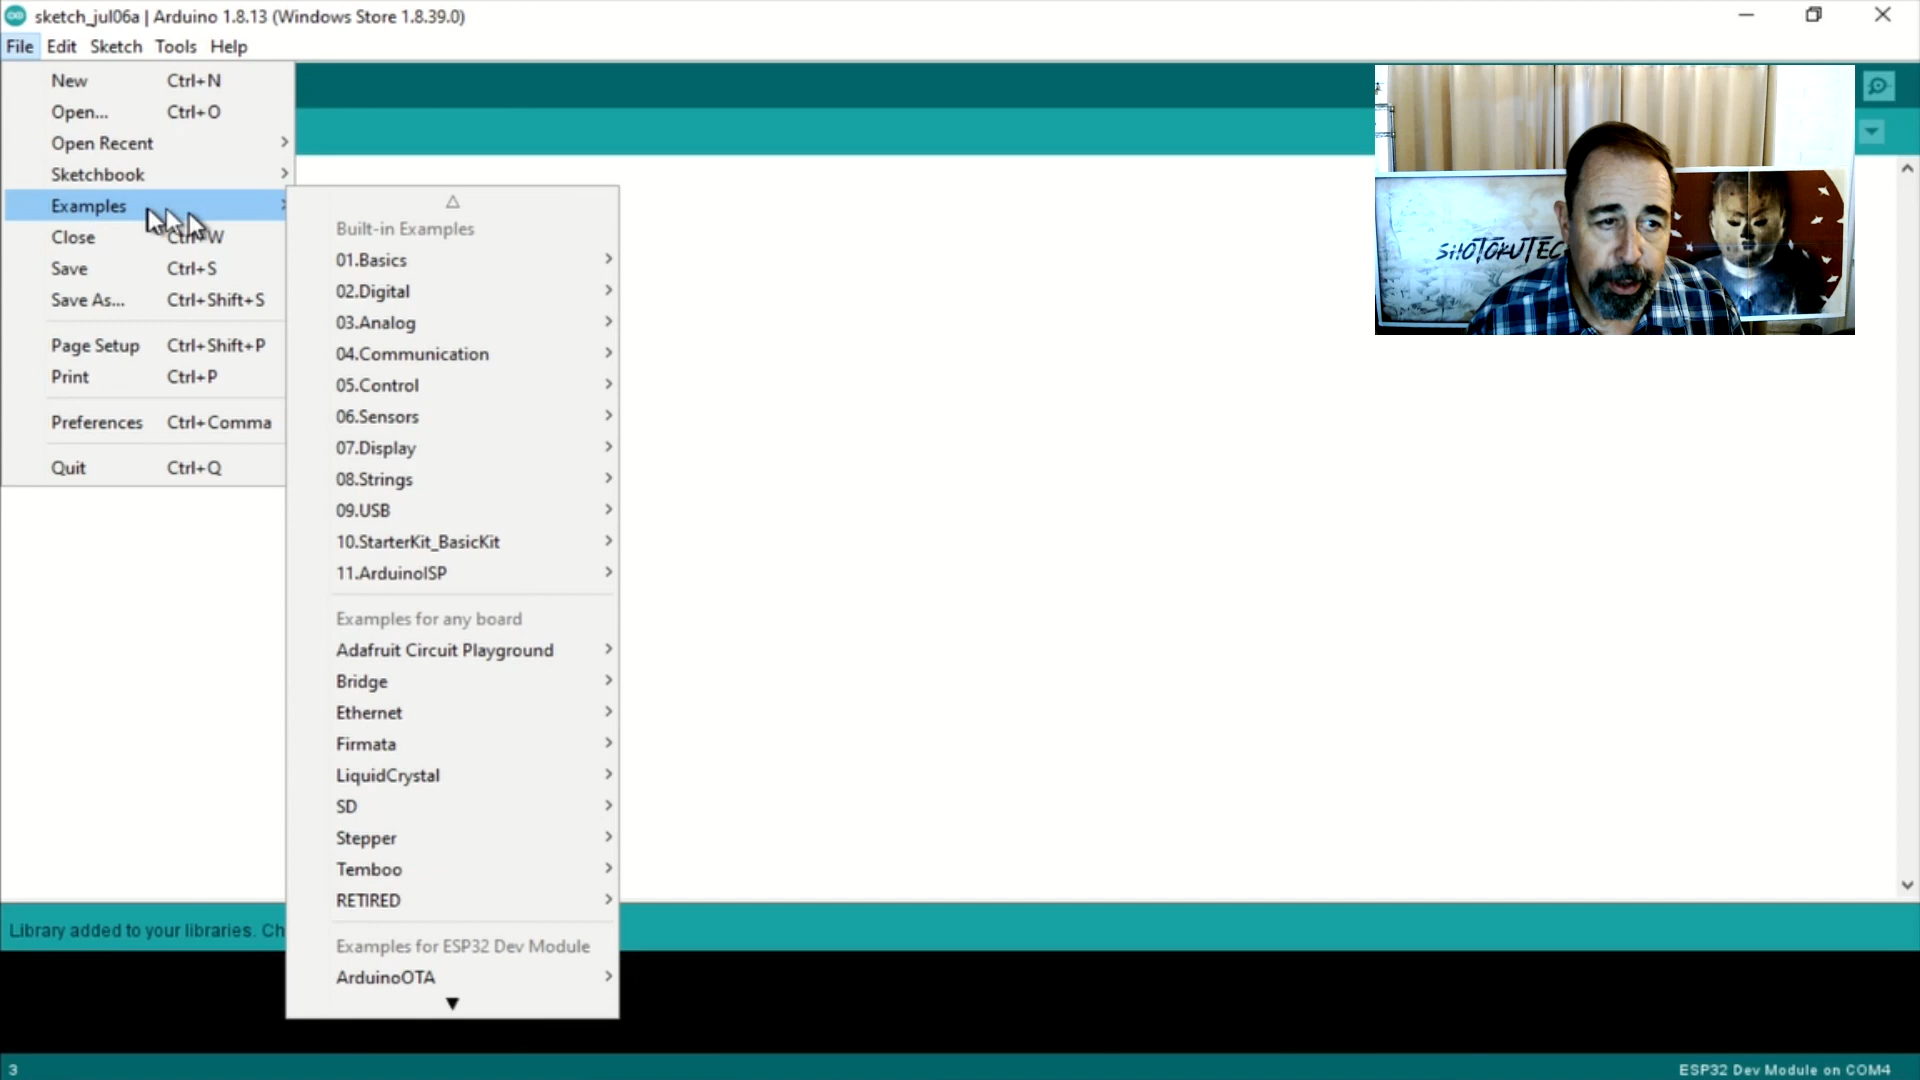 sketch_jul06a | Arduino 1.8.13 (Windows Store 1.8.39.0)
File Edit Sketch Tools Help
New Ctrl+N
Open... Ctrl+O
Open Recent
Sketchbook
Examples
Close Ctrl+W
Save Ctrl+S
Save As... Ctrl+Shift+S
Page Setup Ctrl+Shift+P
Print Ctrl+P
Preferences Ctrl+Comma
Quit Ctrl+Q
Built-in Examples
01.Basics
02.Digital
03.Analog
04.Communication
05.Control
06.Sensors
07.Display
08.Strings
09.USB
10.StarterKit_BasicKit
11.ArduinoISP
Examples for any board
Adafruit Circuit Playground
Bridge
Ethernet
Firmata
LiquidCrystal
SD
Stepper
Temboo
RETIRED
Examples for ESP32 Dev Module
ArduinoOTA
SHOTOKUTEC
Library added to your libraries. Ch
3
ESP32 Dev Module on COM4